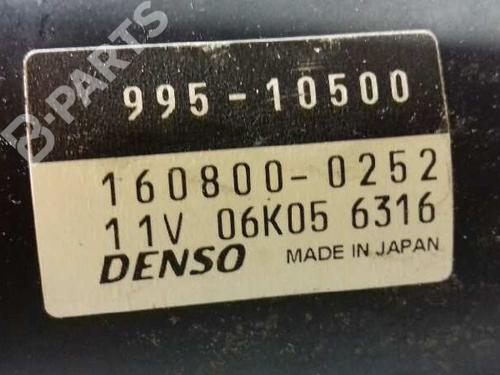 B-PARTS
995-10500
160800-0252
11V 06K05 6316
DENSO MADE IN JAPAN